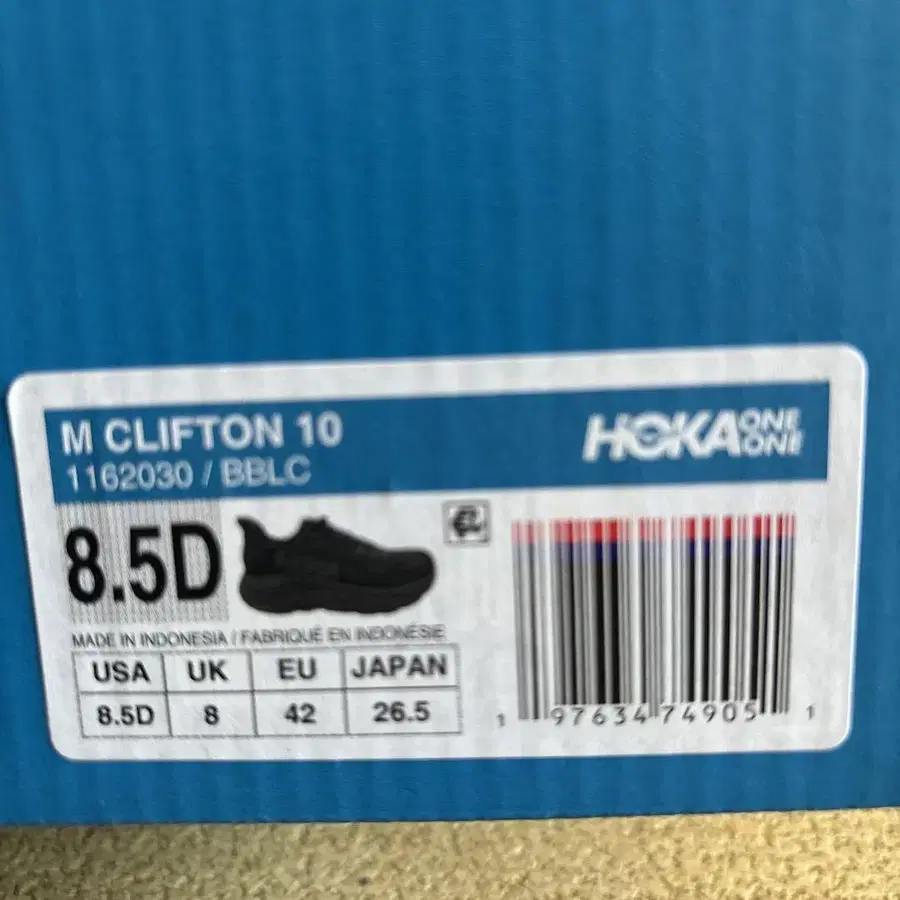 M CLIFTON 10
1162030 / BBLC
HOKA ONE ONE
8.5D
MADE IN INDONESIA / FABRIQUÉ EN INDONÉSIE
USA UK EU JAPAN
8.5D 8 42 26.5
1 97634 74905 1